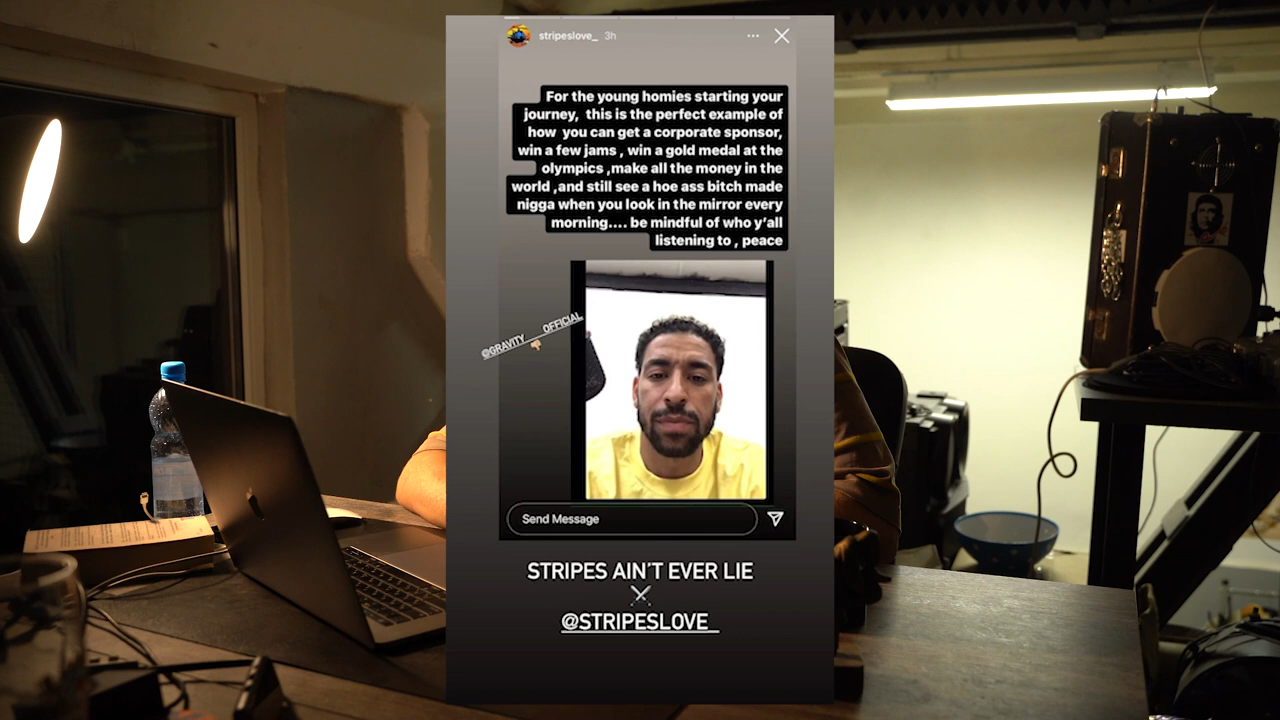 stripeslove_ 3h
For the young homies starting your
journey, this is the perfect example of
how you can get a corporate sponsor,
win a few jams , win a gold medal at the
olympics ,make all the money in the
world ,and still see a hoe ass bitch made
nigga when you look in the mirror every
morning.... be mindful of who y'all
listening to , peace
@GRAVITY____OFFICIAL
Send Message
STRIPES AIN'T EVER LIE
@STRIPESLOVE_